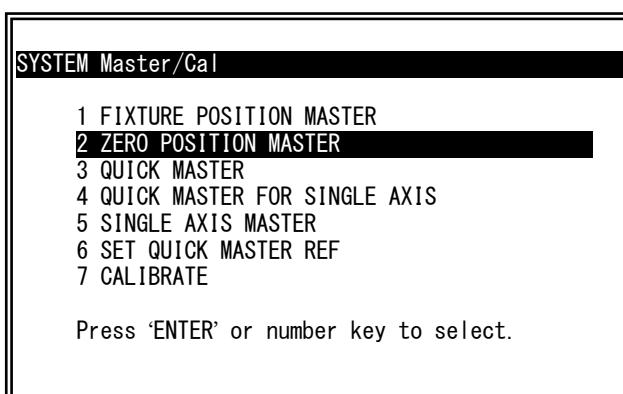 SYSTEM Master/Cal
1 FIXTURE POSITION MASTER
2 ZERO POSITION MASTER
3 QUICK MASTER
4 QUICK MASTER FOR SINGLE AXIS
5 SINGLE AXIS MASTER
6 SET QUICK MASTER REF
7 CALIBRATE
Press ‘ENTER’ or number key to select.